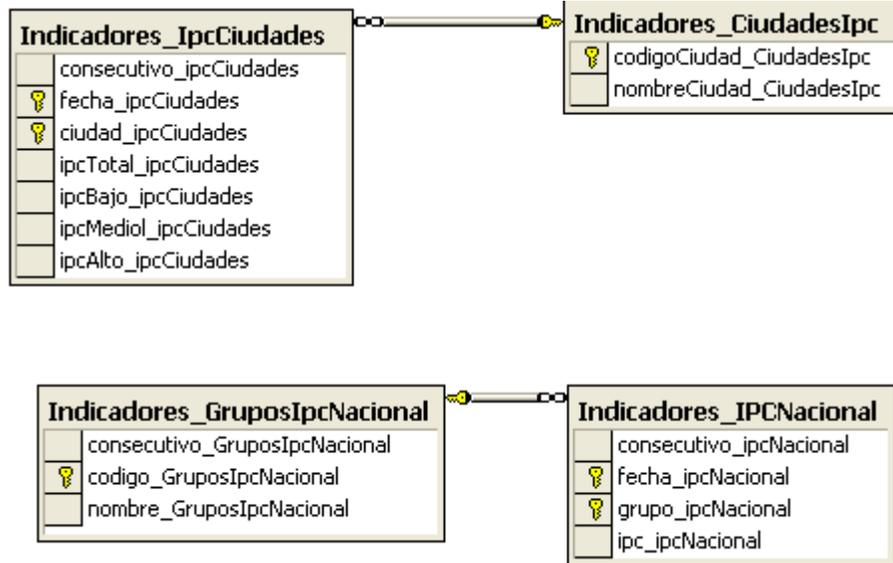 Indicadores_IpcCiudades
consecutivo_ipcCiudades
fecha_ipcCiudades
ciudad_ipcCiudades
ipcTotal_ipcCiudades
ipcBajo_ipcCiudades
ipcMediol_ipcCiudades
ipcAlto_ipcCiudades
Indicadores_CiudadesIpc
codigoCiudad_CiudadesIpc
nombreCiudad_CiudadesIpc
Indicadores_GruposIpcNacional
consecutivo_GruposIpcNacional
codigo_GruposIpcNacional
nombre_GruposIpcNacional
Indicadores_IPCNacional
consecutivo_ipcNacional
fecha_ipcNacional
grupo_ipcNacional
ipc_ipcNacional